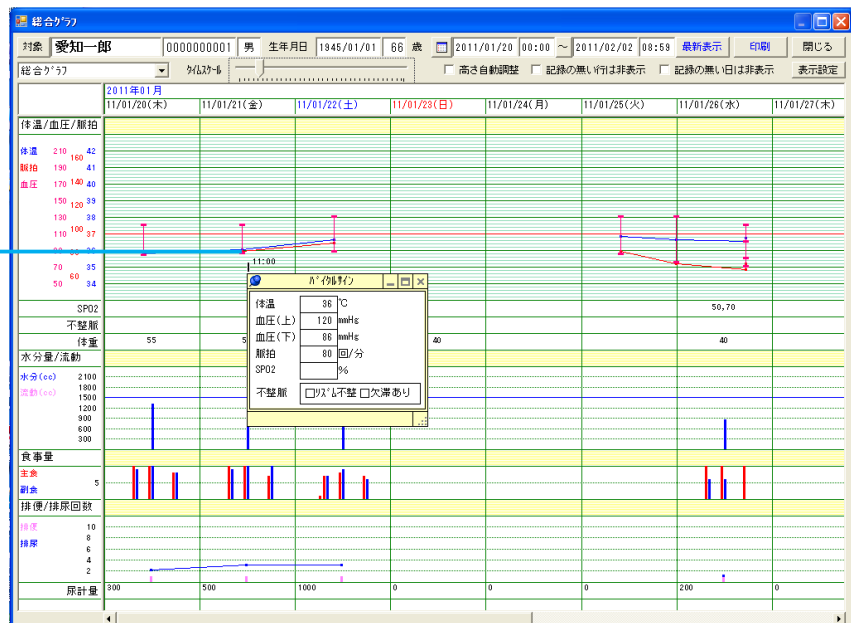 総合ｸﾞﾗﾌ
対象 愛知一郎 0000000001 男 生年月日 1945/01/01 66 歳 2011/01/20 00:00 ～ 2011/02/02 08:59 最新表示 印刷 閉じる
総合ｸﾞﾗﾌ ﾀｲﾑｽｹｰﾙ 高さ自動調整 記録の無い行は非表示 記録の無い日は非表示 表示設定
2011年01月
11/01/20(木) 11/01/21(金) 11/01/22(土) 11/01/23(日) 11/01/24(月) 11/01/25(火) 11/01/26(水) 11/01/27(木)
体温/血圧/脈拍
体温 210 160 42
脈拍 190 41
血圧 170 140 40
150 120 39
130 38
110 100 37
70 35
60
50 34
11:00
ﾊﾞｲﾀﾙｻｲﾝ
体温 36 ℃
血圧(上) 120 mmHg
血圧(下) 86 mmHg
脈拍 80 回/分
SPO2 %
不整脈 ﾘｽﾞﾑ不整 欠滞あり
SPO2 50,70
不整脈
体重 55 5 40 40
水分量/流動
水分(cc) 2100
流動(cc) 1800
1500
1200
900
600
300
食事量
主食
5
副食
排便/排尿回数
排便 10
8
排尿 6
4
2
尿計量 300 500 1000 0 0 0 200 0